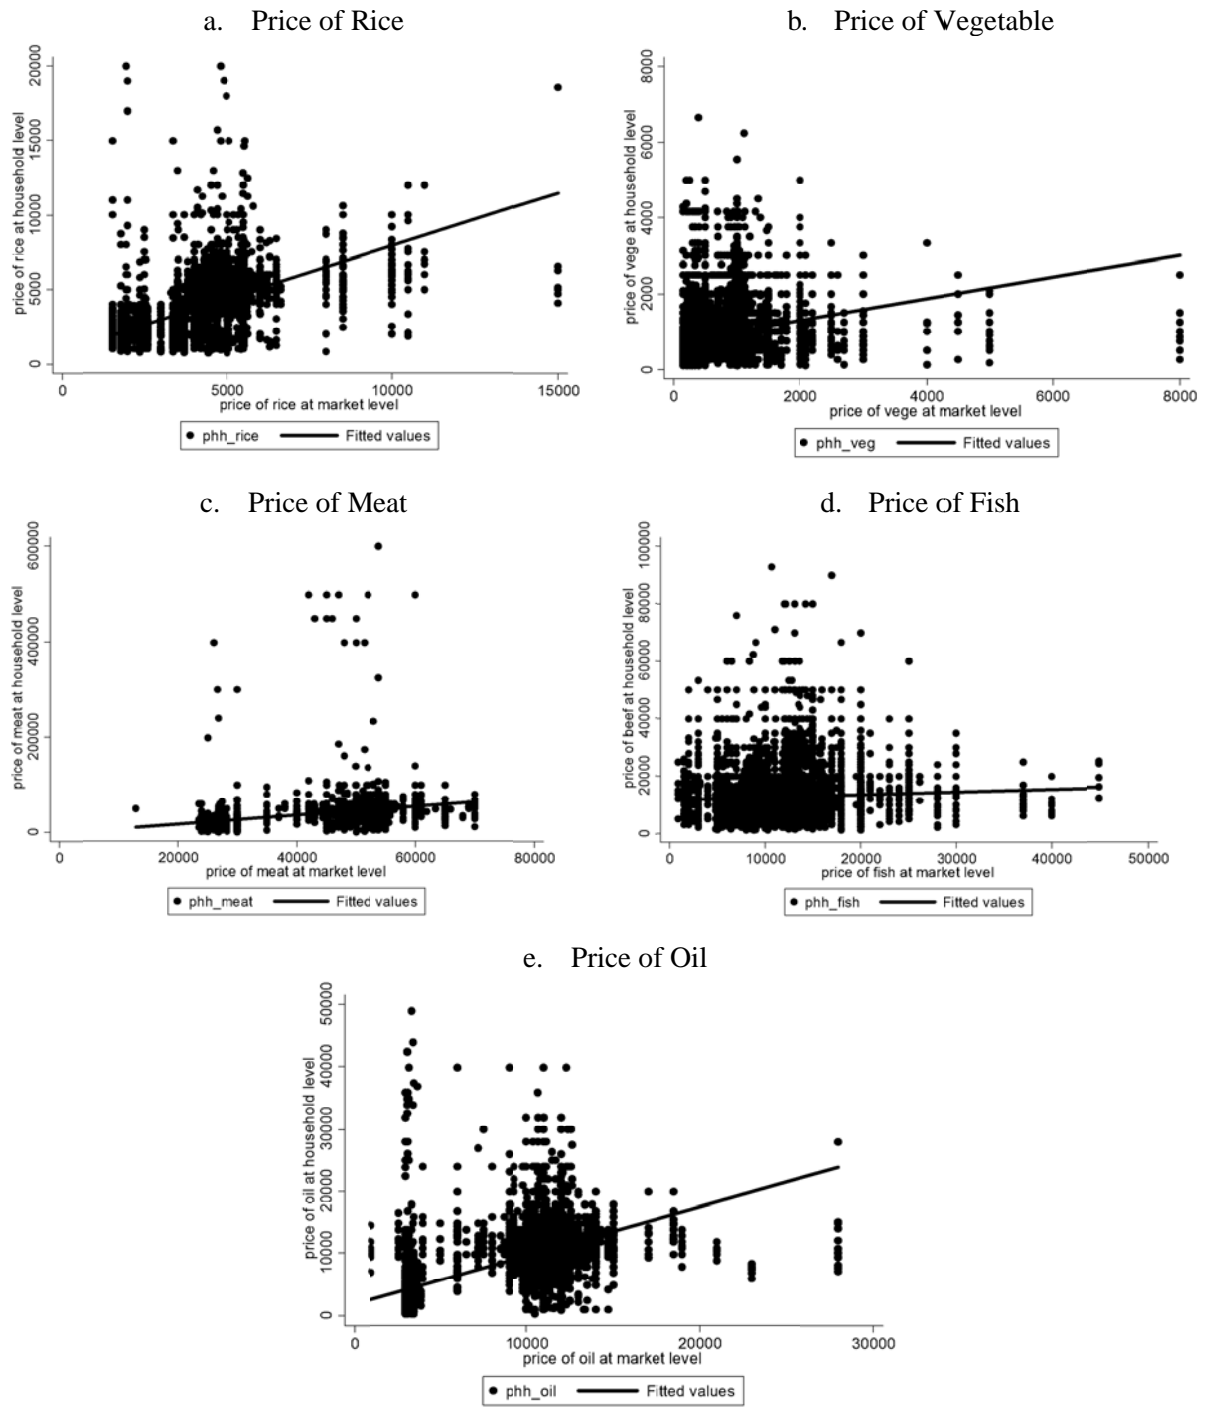 a. Price of Rice
price of rice at household level
20000
15000
10000
5000
0
0 5000 10000 15000
price of rice at market level
phh_rice Fitted values
b. Price of Vegetable
price of vege at household level
8000
6000
4000
2000
0
0 2000 4000 6000 8000
price of vege at market level
phh_veg Fitted values
c. Price of Meat
price of meat at household level
600000
400000
200000
0
0 20000 40000 60000 80000
price of meat at market level
phh_meat Fitted values
d. Price of Fish
price of beef at household level
100000
80000
60000
40000
20000
0
0 10000 20000 30000 40000 50000
price of fish at market level
phh_fish Fitted values
e. Price of Oil
price of oil at household level
50000
40000
30000
20000
10000
0
0 10000 20000 30000
price of oil at market level
phh_oil Fitted values